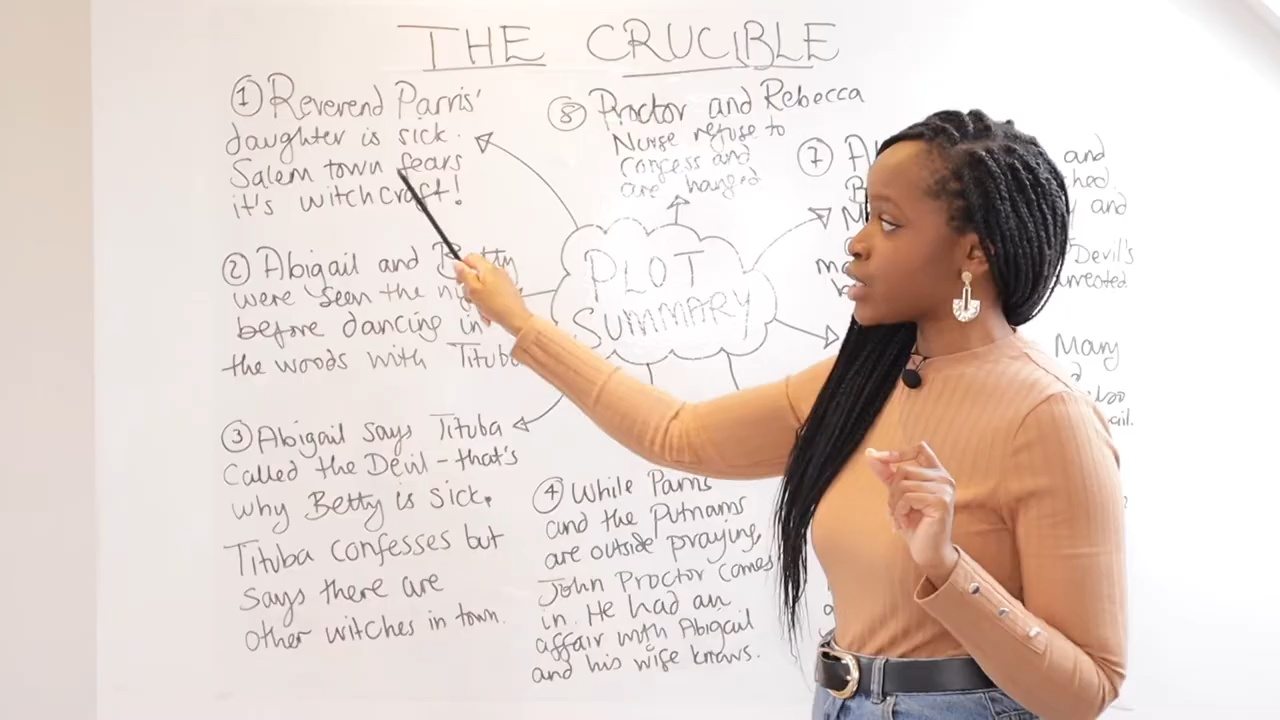 THE CRUCIBLE
① Reverend Parris'
daughter is sick.
Salem town fears
it's witchcraft!
② Abigail and Betty
were seen the
before dancing in
the woods with
③ Abigail says Tituba
called the Devil - that's
why Betty is sick.
Tituba confesses but
says there are
other witches in town.
④ While Parris
and the Putnams
are outside praying,
John Proctor comes
in. He had an
affair with Abigail
and his wife knows.
PLOT
SUMMARY
⑧ Proctor and Rebecca
Nurse refuse to
confess and
are hanged
⑦
and
and
Devil's
arrested
Many